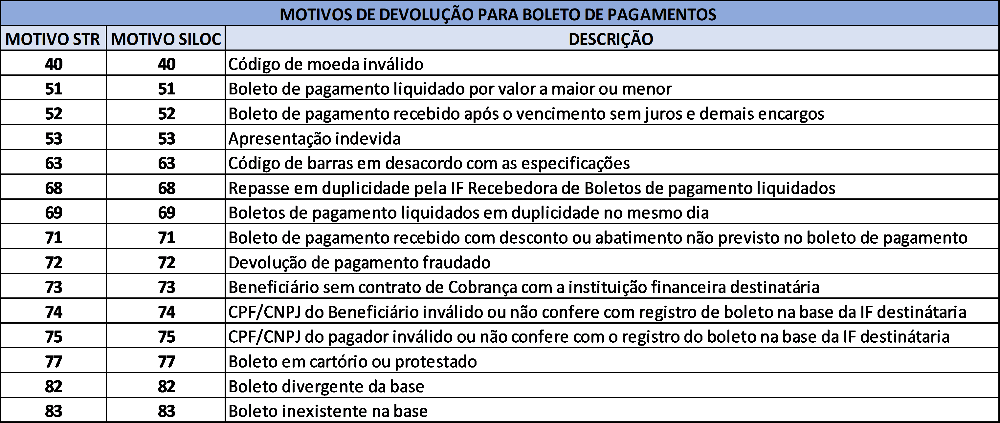 MOTIVOS DE DEVOLUÇÃO PARA BOLETO DE PAGAMENTOS
MOTIVO STR MOTIVO SILOC DESCRIÇÃO
40 40 Código de moeda inválido
51 51 Boleto de pagamento liquidado por valor a maior ou menor
52 52 Boleto de pagamento recebido após o vencimento sem juros e demais encargos
53 53 Apresentação indevida
63 63 Código de barras em desacordo com as especificações
68 68 Repasse em duplicidade pela IF Recebedora de Boletos de pagamento liquidados
69 69 Boletos de pagamento liquidados em duplicidade no mesmo dia
71 71 Boleto de pagamento recebido com desconto ou abatimento não previsto no boleto de pagamento
72 72 Devolução de pagamento fraudado
73 73 Beneficiário sem contrato de Cobrança com a instituição financeira destinatária
74 74 CPF/CNPJ do Beneficiário inválido ou não confere com registro de boleto na base da IF destinátaria
75 75 CPF/CNPJ do pagador inválido ou não confere com o registro do boleto na base da IF destinátaria
77 77 Boleto em cartório ou protestado
82 82 Boleto divergente da base
83 83 Boleto inexistente na base